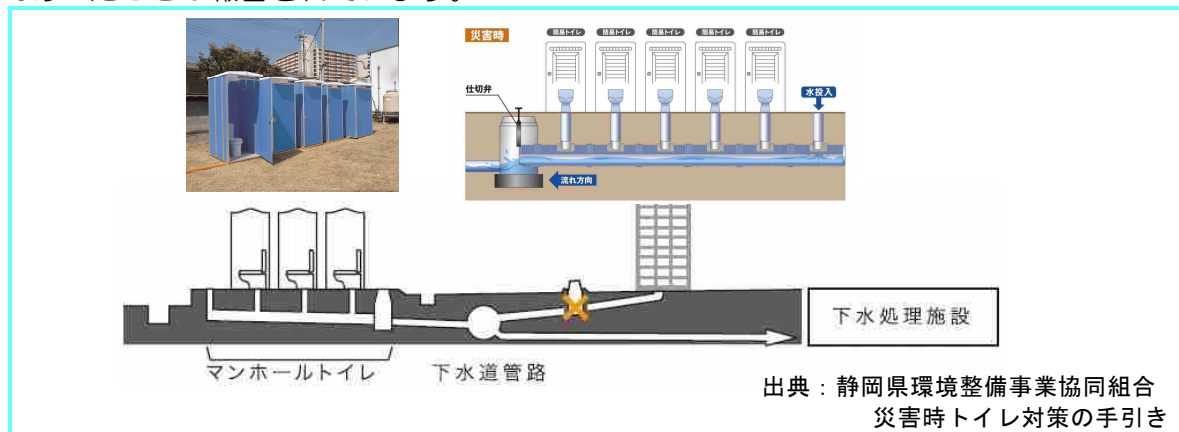 災害時
簡易トイレ 簡易トイレ 簡易トイレ 簡易トイレ 簡易トイレ
仕切弁
水投入
流れ方向
下水処理施設
マンホールトイレ
下水道管路
出典：静岡県環境整備事業協同組合
災害時トイレ対策の手引き